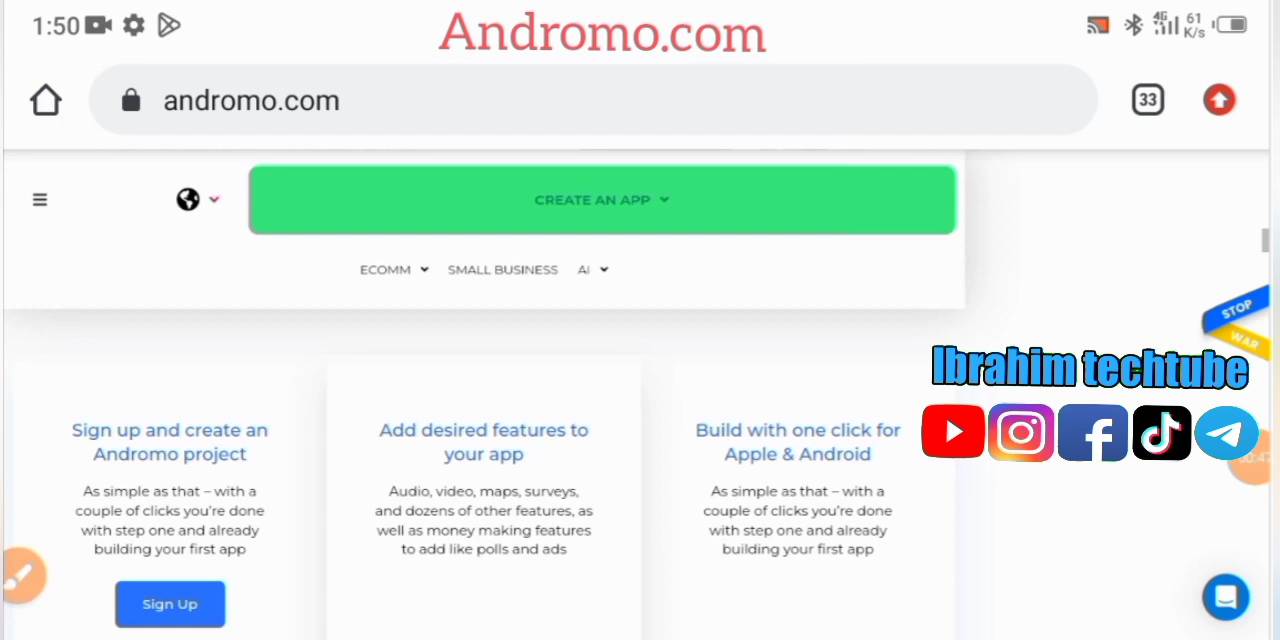 1:50
Andromo.com
4G
61
K/s
andromo.com
33
CREATE AN APP
ECOMM
SMALL BUSINESS
AI
STOP
WAR
Ibrahim techtube
Sign up and create an
Andromo project
As simple as that – with a
couple of clicks you're done
with step one and already
building your first app
Sign Up
Add desired features to
your app
Audio, video, maps, surveys,
and dozens of other features, as
well as money making features
to add like polls and ads
Build with one click for
Apple & Android
As simple as that – with a
couple of clicks you're done
with step one and already
building your first app